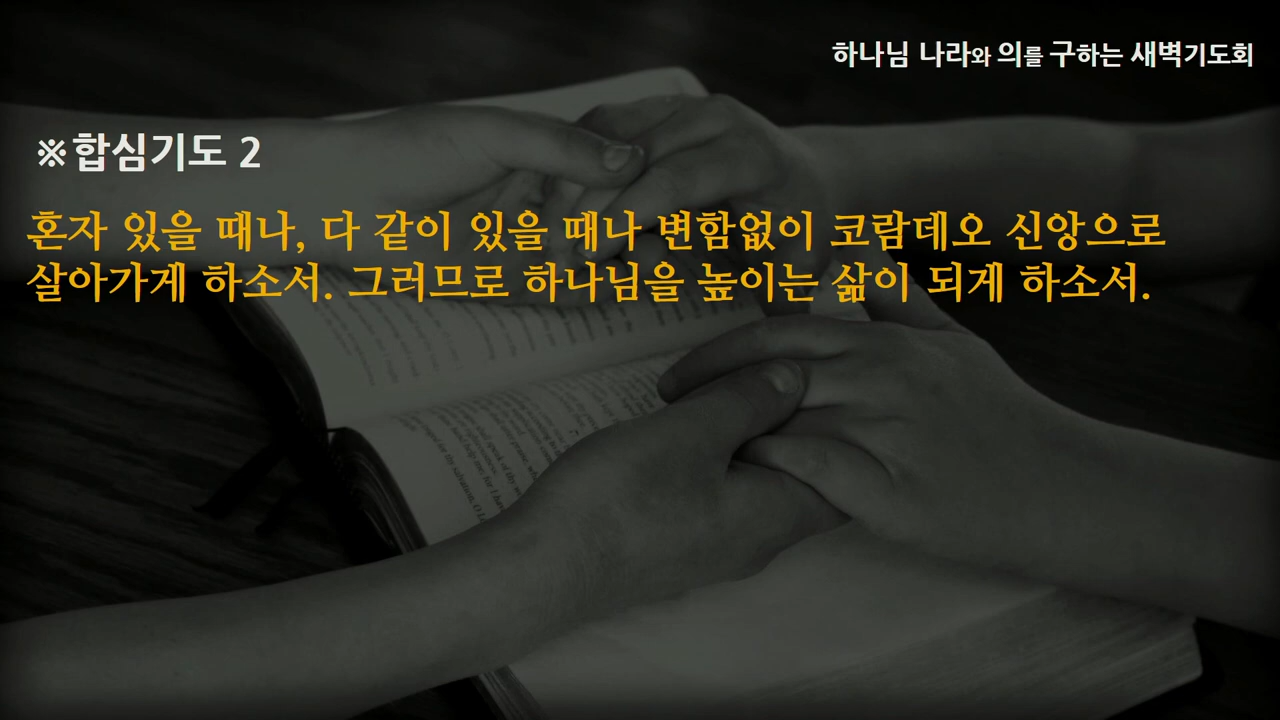 하나님 나라와 의를 구하는 새벽기도회
※합심기도 2
혼자 있을 때나, 다 같이 있을 때나 변함없이 코람데오 신앙으로
살아가게 하소서. 그러므로 하나님을 높이는 삶이 되게 하소서.